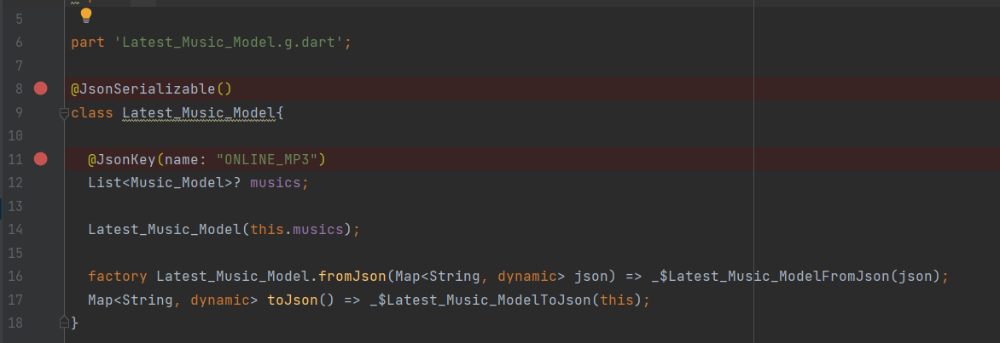 5
6 part 'Latest_Music_Model.g.dart';
7
8 @JsonSerializable()
9 class Latest_Music_Model{
10
11 @JsonKey(name: "ONLINE_MP3")
12 List<Music_Model>? musics;
13
14 Latest_Music_Model(this.musics);
15
16 factory Latest_Music_Model.fromJson(Map<String, dynamic> json) => _$Latest_Music_ModelFromJson(json);
17 Map<String, dynamic> toJson() => _$Latest_Music_ModelToJson(this);
18 }